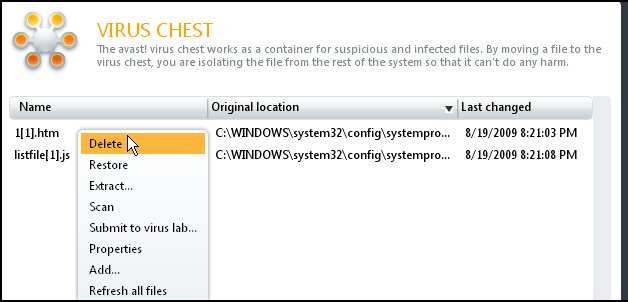 VIRUS CHEST
The avast! virus chest works as a container for suspicious and infected files. By moving a file to the
virus chest, you are isolating the file from the rest of the system so that it can't do any harm.
Name Original location Last changed
1[1].htm C:\WINDOWS\system32\config\systempro... 8/19/2009 8:21:03 PM
listfile[1].js C:\WINDOWS\system32\config\systempro... 8/19/2009 8:21:08 PM
Delete
Restore
Extract...
Scan
Submit to virus lab...
Properties
Add...
Refresh all files